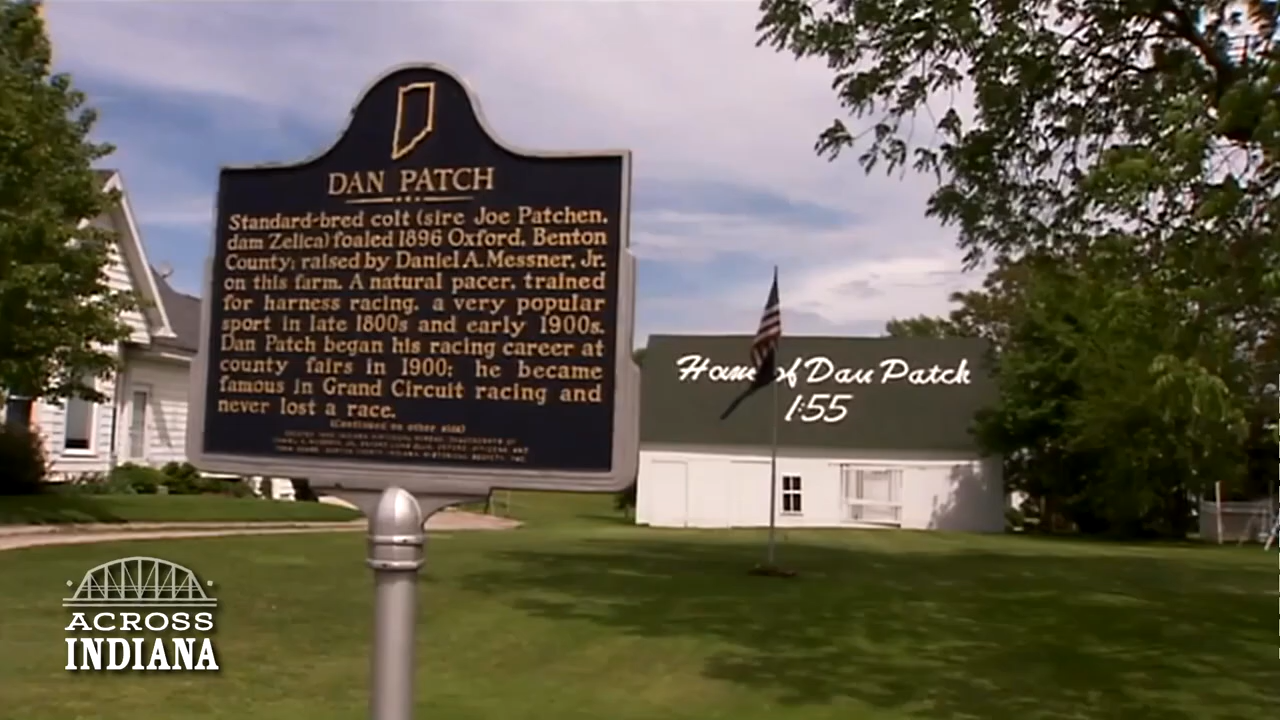 DAN PATCH
Standard-bred colt (sire Joe Patchen,
dam Zelica) foaled 1896 Oxford, Benton
County; raised by Daniel A. Messner, Jr.
on this farm. A natural pacer, trained
for harness racing, a very popular
sport in late 1800s and early 1900s.
Dan Patch began his racing career at
county fairs in 1900; he became
famous in Grand Circuit racing and
never lost a race.
(Continued on other side)
Home of Dan Patch
1:55
ACROSS
INDIANA